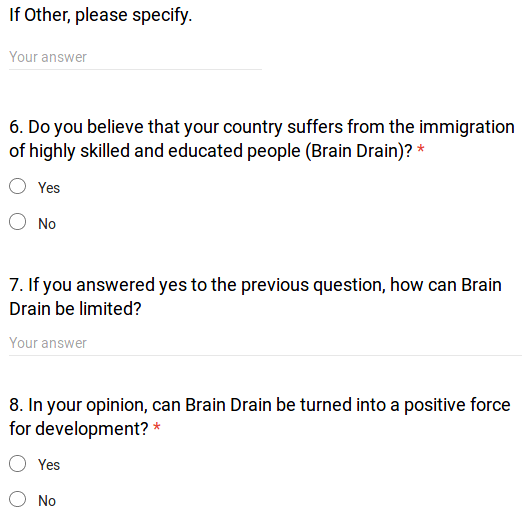 If Other, please specify.
Your answer
6. Do you believe that your country suffers from the immigration
of highly skilled and educated people (Brain Drain)? *
Yes
No
7. If you answered yes to the previous question, how can Brain
Drain be limited?
Your answer
8. In your opinion, can Brain Drain be turned into a positive force
for development? *
Yes
No